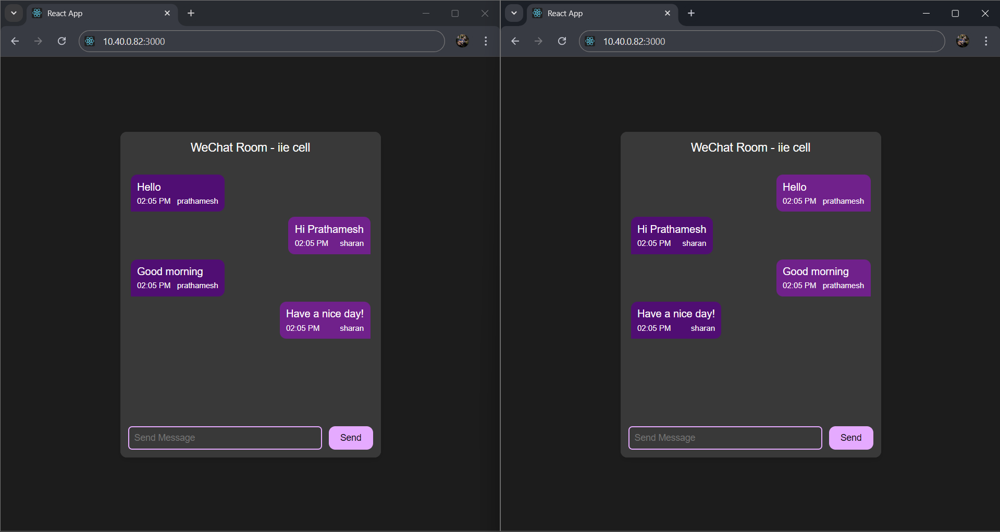 React App
10.40.0.82:3000
WeChat Room - iie cell
Hello
02:05 PM prathamesh
Hi Prathamesh
02:05 PM sharan
Good morning
02:05 PM prathamesh
Have a nice day!
02:05 PM sharan
Send Message
Send
React App
10.40.0.82:3000
WeChat Room - iie cell
Hello
02:05 PM prathamesh
Hi Prathamesh
02:05 PM sharan
Good morning
02:05 PM prathamesh
Have a nice day!
02:05 PM sharan
Send Message
Send